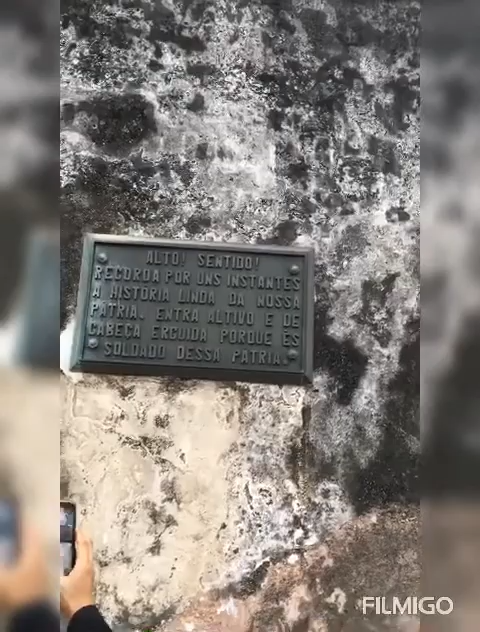 ALTO! SENTIDO!
RECORDA POR UNS INSTANTES
A HISTÓRIA LINDA DA NOSSA
PÁTRIA. ENTRA ALTIVO E DE
CABEÇA ERGUIDA PORQUE ÉS
SOLDADO DESSA PATRIA.
FILMIGO